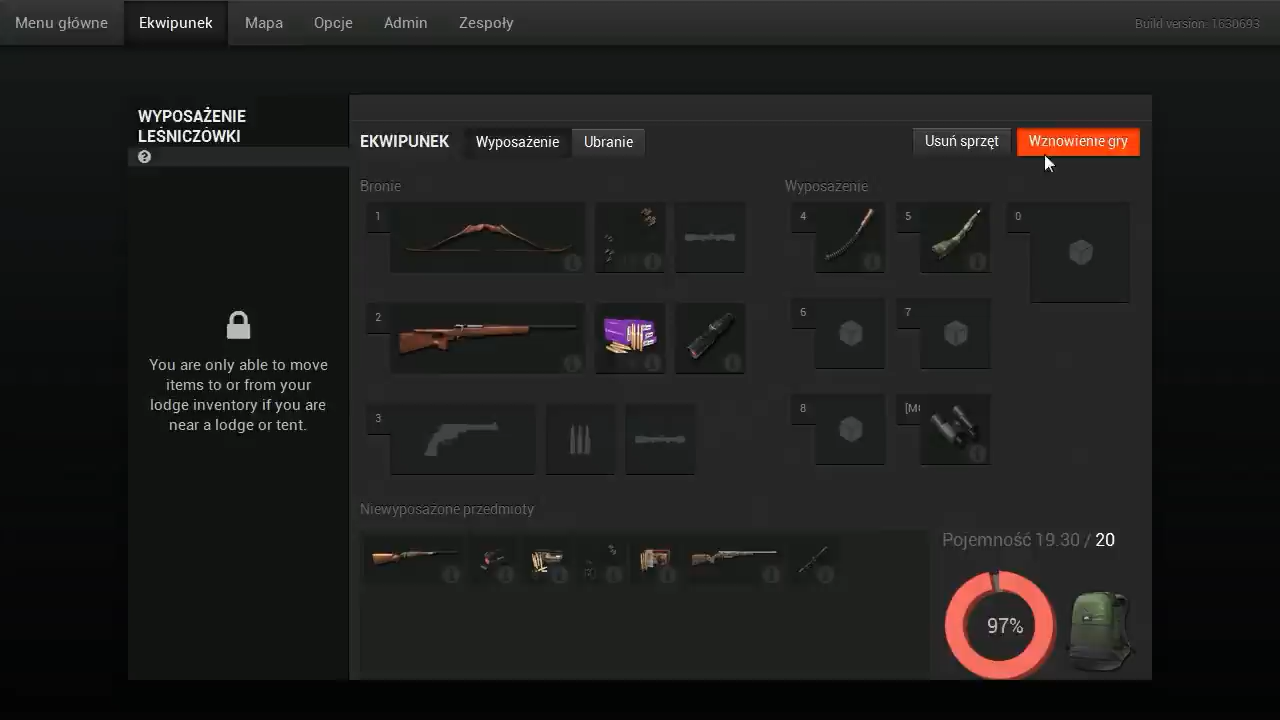 Menu główne
Ekwipunek
Mapa
Opcje
Admin
Zespoły
Build version: 1630693
WYPOSAŻENIE
LEŚNICZÓWKI
?
You are only able to move
items to or from your
lodge inventory if you are
near a lodge or tent.
EKWIPUNEK
Wyposażenie
Ubranie
Usuń sprzęt
Wznowienie gry
Bronie
Wyposażenie
1
4
5
0
2
6
7
3
8
[M
Niewyposażone przedmioty
Pojemność 19.30 / 20
97%